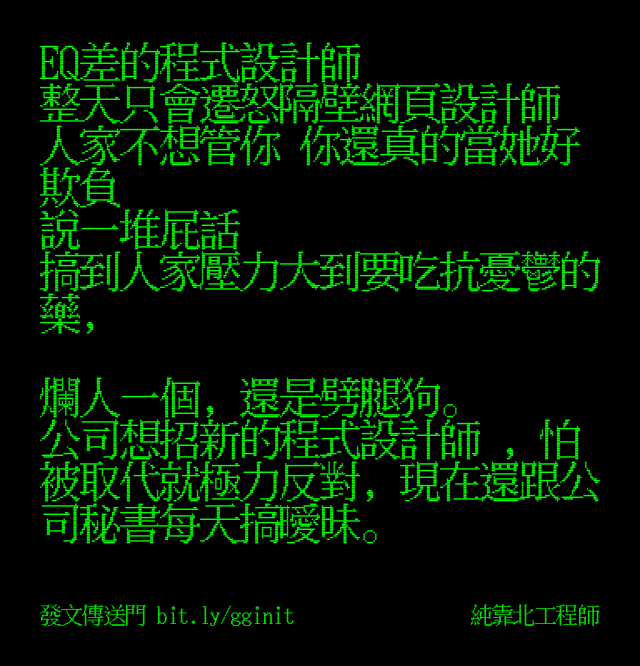 EQ差的程式設計師
整天只會遷怒隔壁網頁設計師
人家不想管你 你還真的當她好
欺負
說一堆屁話
搞到人家壓力大到要吃抗憂鬱的
藥,
爛人一個, 還是劈腿狗。
公司想招新的程式設計師 , 怕
被取代就極力反對, 現在還跟公
司秘書每天搞曖昧。
發文傳送門 bit.ly/gginit
純靠北工程師